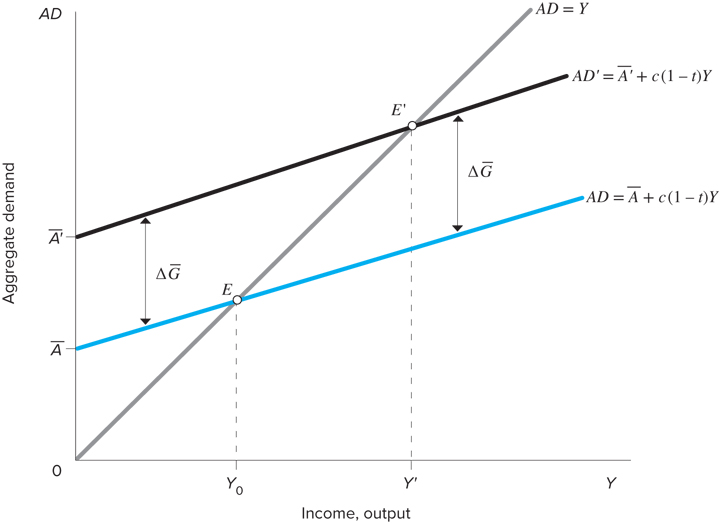 AD
AD = Y
AD' = A̅' + c(1 – t)Y
E'
ΔG̅
AD = A̅ + c(1 – t)Y
A̅'
ΔG̅
E
A̅
Aggregate demand
0
Y₀
Y'
Y
Income, output